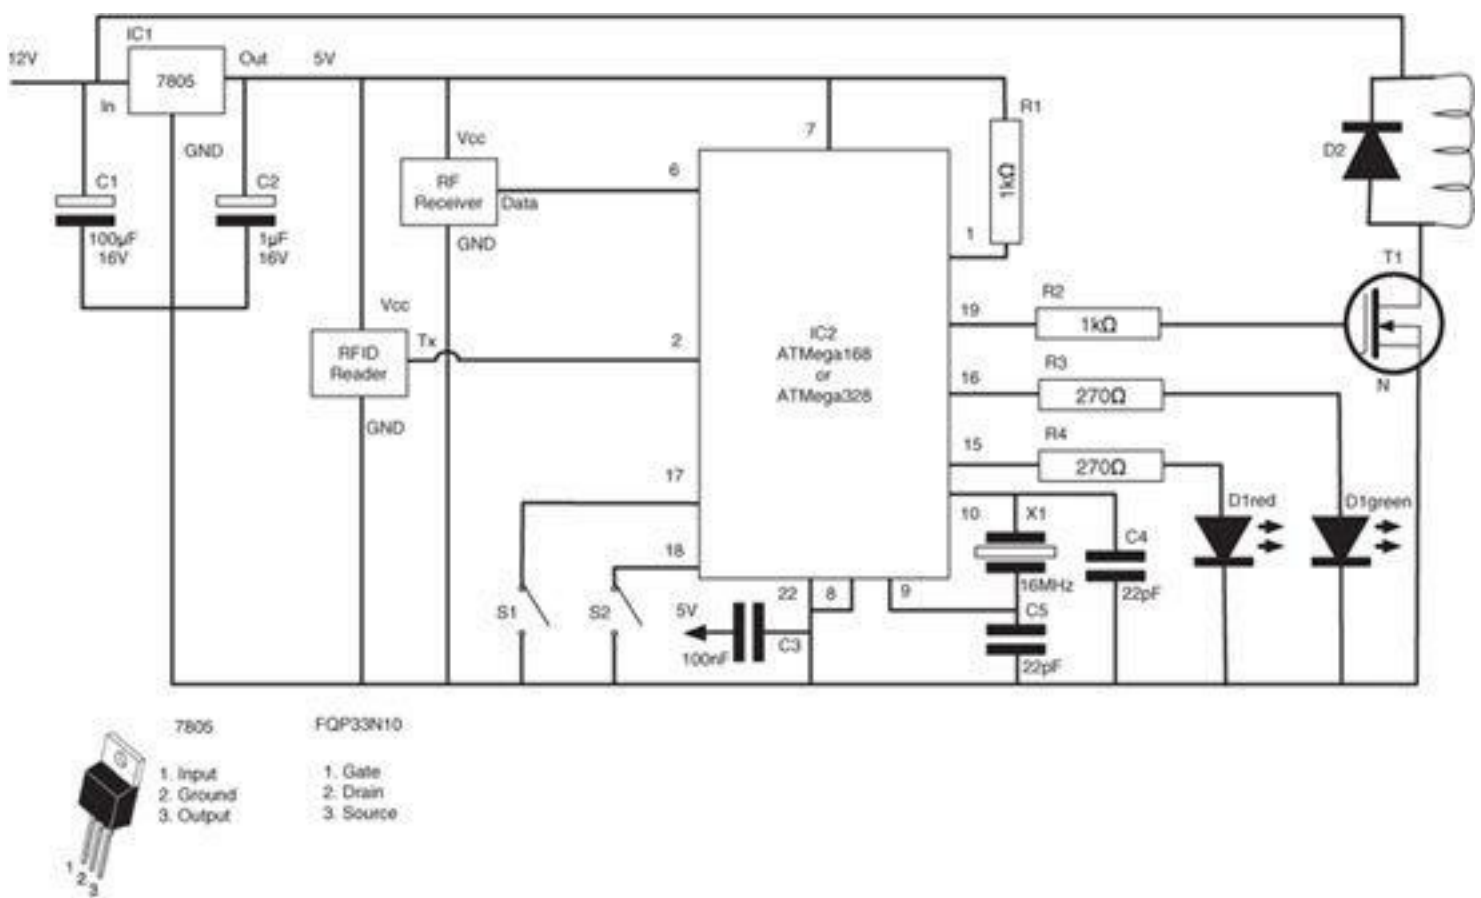 IC1
12V
7805
Out
5V
In
GND
C1
100µF
16V
C2
1µF
16V
Vcc
RF
Receiver
Data
GND
Vcc
RFID
Reader
Tx
GND
6
2
17
18
7
1
19
16
15
10
22
8
9
IC2
ATMega168
or
ATMega328
R1
1kΩ
R2
1kΩ
R3
270Ω
R4
270Ω
D2
T1
N
D1red
D1green
X1
16MHz
C4
22pF
C5
22pF
S1
S2
5V
100nF
C3
7805
1. Input
2. Ground
3. Output
FQP33N10
1. Gate
2. Drain
3. Source
1
2
3